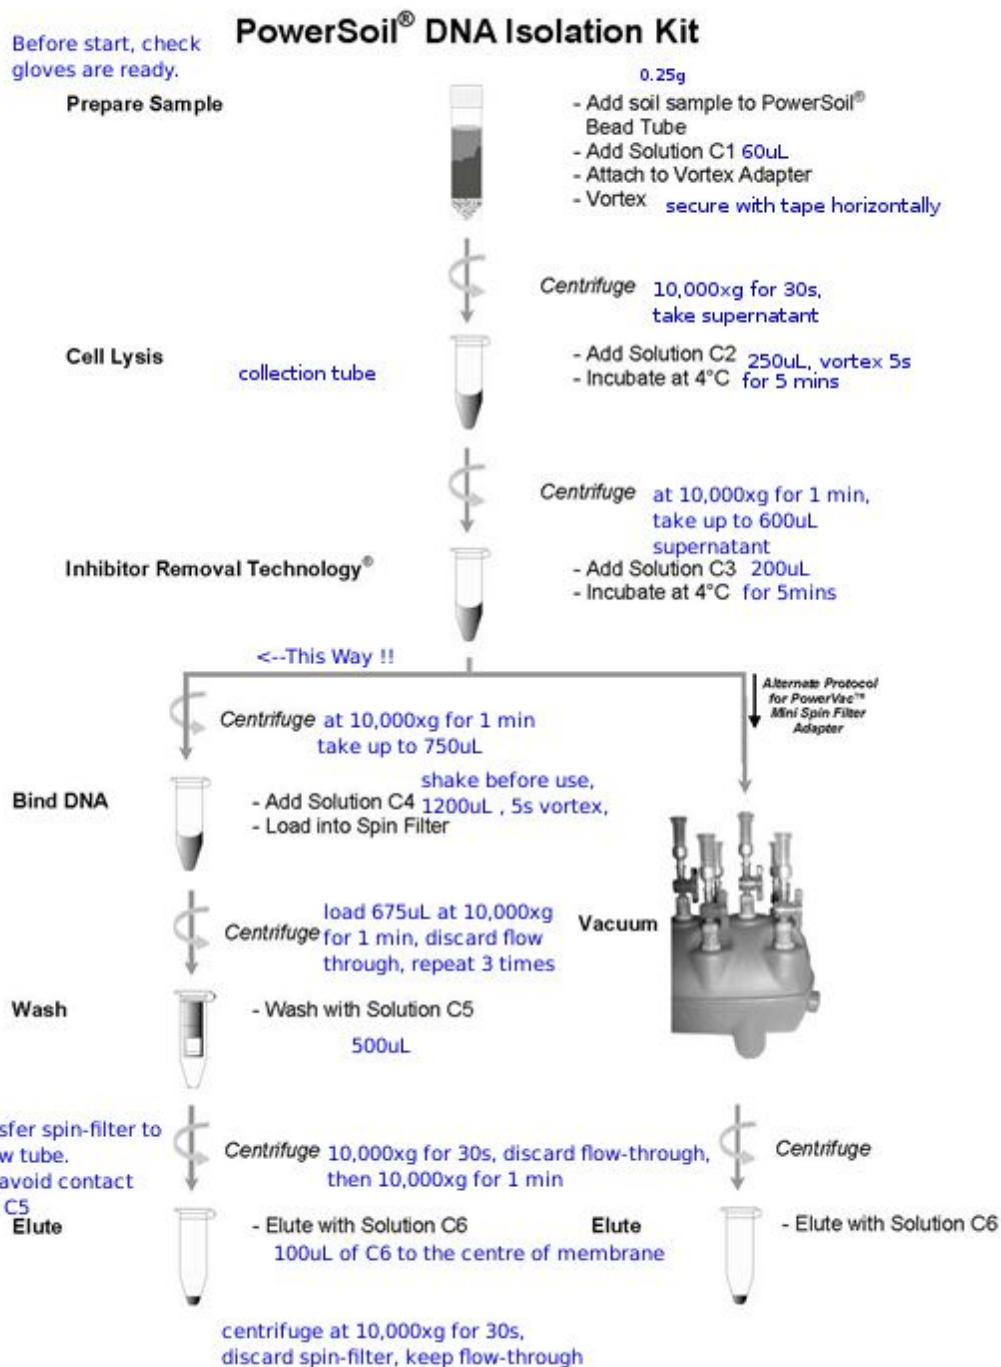 PowerSoil® DNA Isolation Kit
Before start, check
gloves are ready.
Prepare Sample
0.25g
- Add soil sample to PowerSoil®
Bead Tube
- Add Solution C1 60uL
- Attach to Vortex Adapter
- Vortex secure with tape horizontally
Centrifuge 10,000xg for 30s,
take supernatant
Cell Lysis
collection tube
- Add Solution C2 250uL, vortex 5s
- Incubate at 4°C for 5 mins
Centrifuge at 10,000xg for 1 min,
take up to 600uL
supernatant
Inhibitor Removal Technology®
- Add Solution C3 200uL
- Incubate at 4°C for 5mins
<--This Way !!
Alternate Protocol
for PowerVac™
Mini Spin Filter
Adapter
Centrifuge at 10,000xg for 1 min
take up to 750uL
Bind DNA
shake before use,
- Add Solution C4 1200uL , 5s vortex,
- Load into Spin Filter
Centrifuge load 675uL at 10,000xg
for 1 min, discard flow
through, repeat 3 times
Vacuum
Wash
- Wash with Solution C5
500uL
sfer spin-filter to
w tube.
avoid contact
C5
Centrifuge 10,000xg for 30s, discard flow-through,
then 10,000xg for 1 min
Centrifuge
Elute
- Elute with Solution C6
100uL of C6 to the centre of membrane
Elute
- Elute with Solution C6
centrifuge at 10,000xg for 30s,
discard spin-filter, keep flow-through